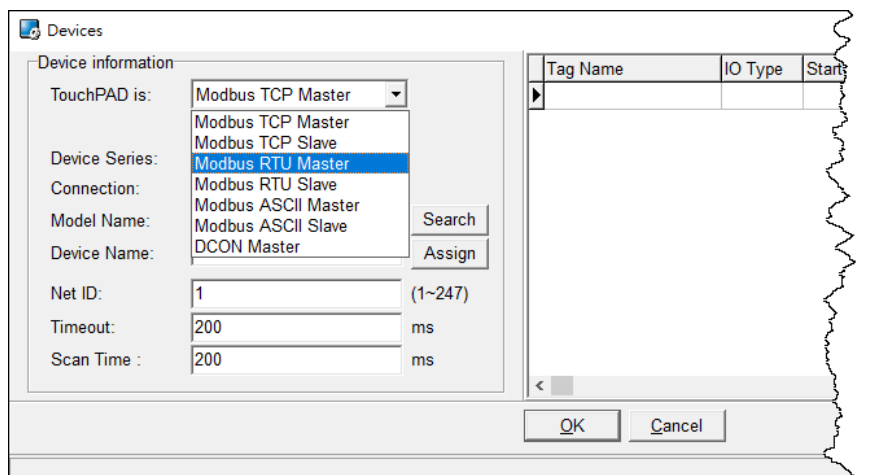 Devices
Device information
TouchPAD is: Modbus TCP Master
Modbus TCP Master
Modbus TCP Slave
Modbus RTU Master
Modbus RTU Slave
Modbus ASCII Master
Modbus ASCII Slave
DCON Master
Device Series:
Connection:
Model Name: Search
Device Name: Assign
Net ID: 1 (1~247)
Timeout: 200 ms
Scan Time : 200 ms
Tag Name IO Type Start
OK Cancel